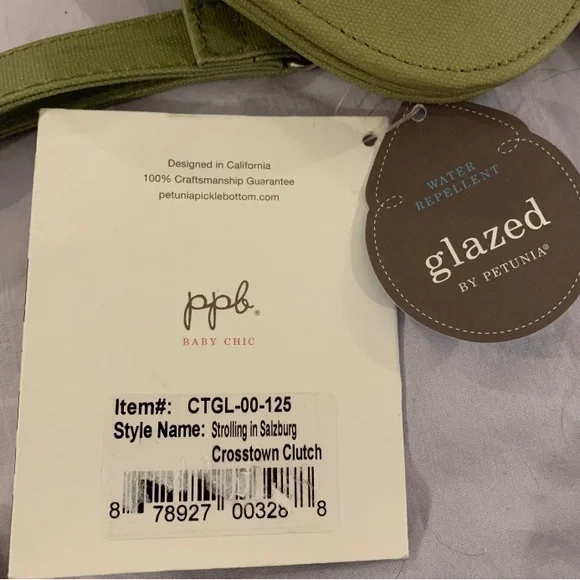 Designed in California
100% Craftsmanship Guarantee
petuniapicklebottom.com
ppb®
BABY CHIC
Item#: CTGL-00-125
Style Name: Strolling in Salzburg
Crosstown Clutch
8 78927 00328 8
WATER
REPELLENT
glazed
BY PETUNIA®